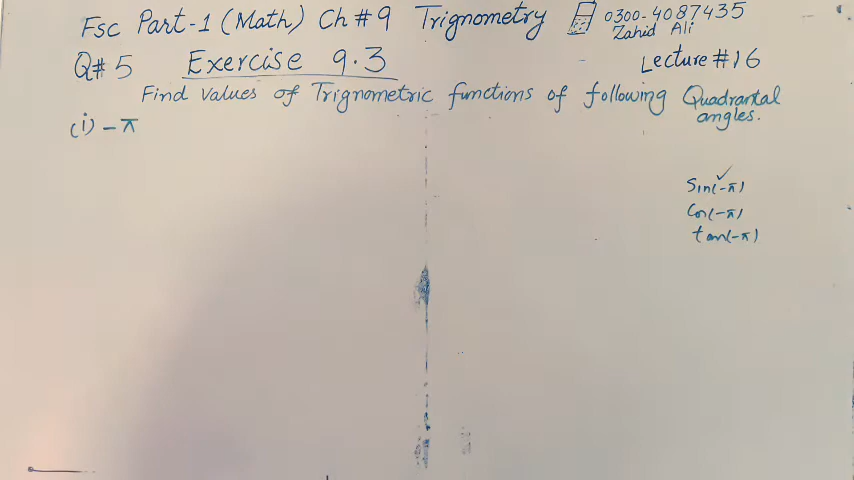 Fsc Part-1 (Math) Ch #9 Trignometry 0300-4087435
Zahid Ali
Q#5 Exercise 9.3 Lecture #16
Find values of Trignometric functions of following Quadrantal
angles.
(i) -π
Sin(-π)
Cos(-π)
tan(-π)